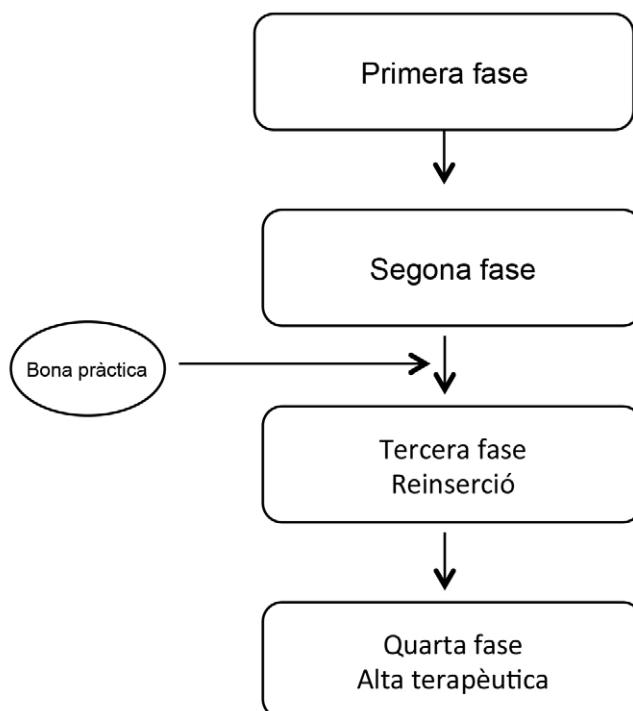 Primera fase
Segona fase
Bona pràctica
Tercera fase
Reinserció
Quarta fase
Alta terapèutica